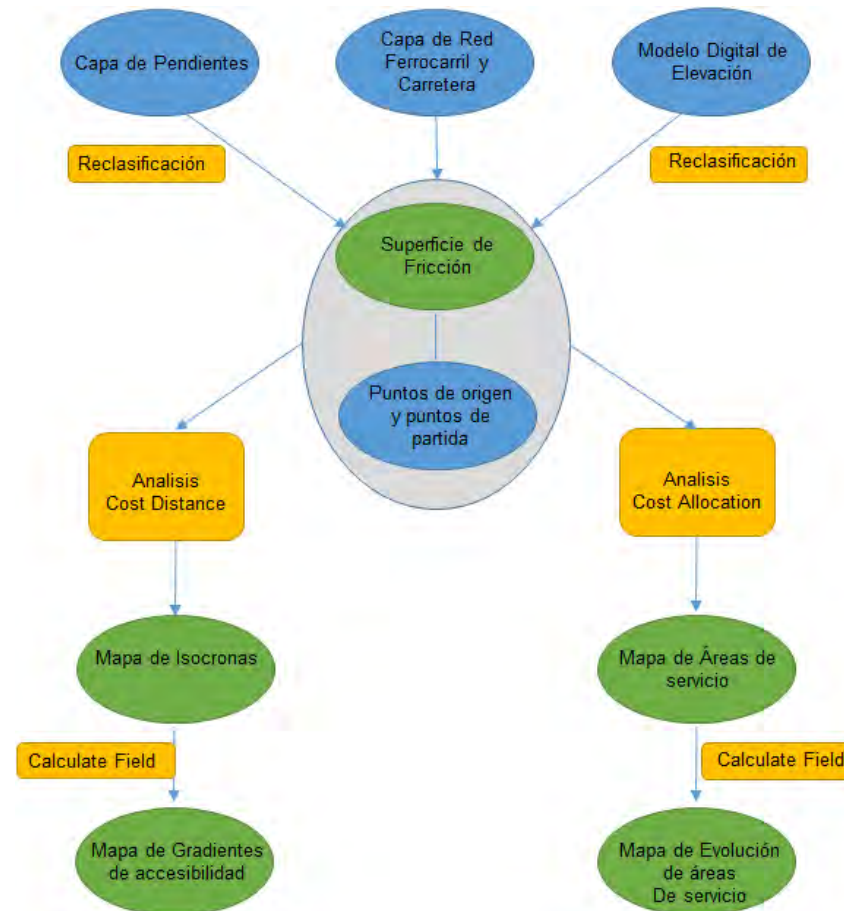 Capa de Pendientes
Capa de Red
Ferrocarril y
Carretera
Modelo Digital de
Elevación
Reclasificación
Reclasificación
Superficie de
Fricción
Puntos de origen
y puntos de
partida
Analisis
Cost Distance
Analisis
Cost Allocation
Mapa de Isocronas
Mapa de Áreas de
servicio
Calculate Field
Calculate Field
Mapa de Gradientes
de accesibilidad
Mapa de Evolución
de áreas
De servicio